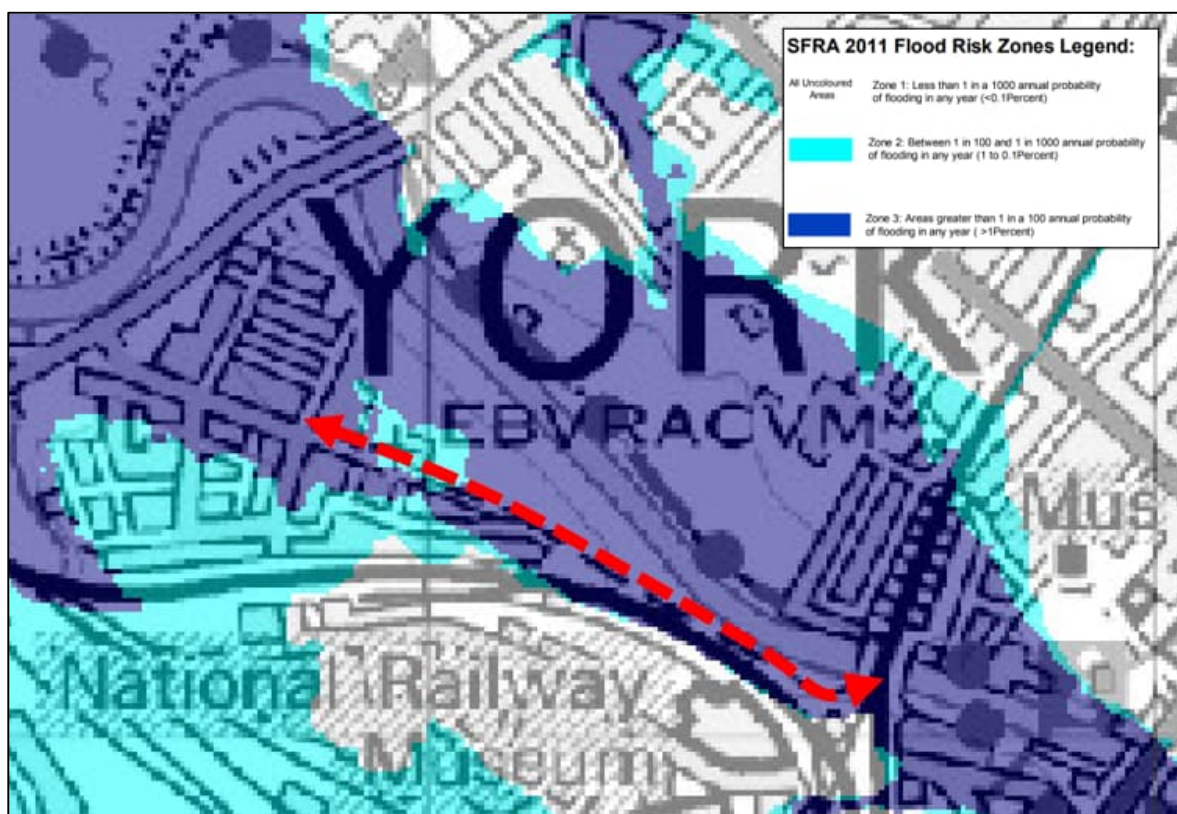 SFRA 2011 Flood Risk Zones Legend:
All Uncoloured
Areas
Zone 1: Less than 1 in a 1000 annual probability
of flooding in any year (<0.1Percent)
Zone 2: Between 1 in 100 and 1 in 1000 annual probability
of flooding in any year (1 to 0.1Percent)
Zone 3: Areas greater than 1 in a 100 annual probability
of flooding in any year ( >1Percent)
YORK
EBVRACVM
Mus
National Railway
Museum